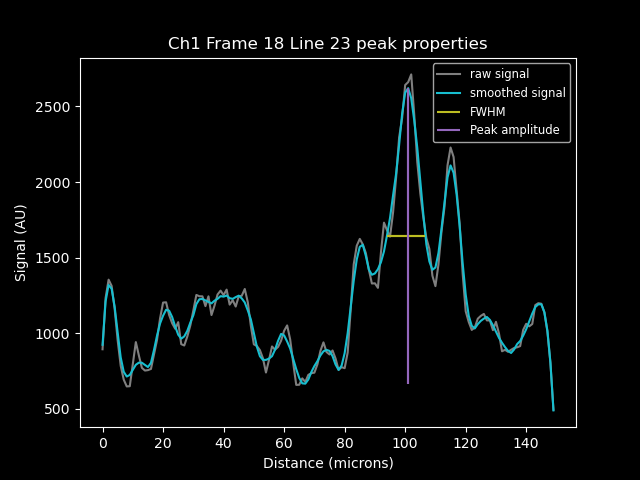 Ch1 Frame 18 Line 23 peak properties
raw signal
smoothed signal
FWHM
Peak amplitude
Signal (AU)
2500
2000
1500
1000
500
0 20 40 60 80 100 120 140
Distance (microns)